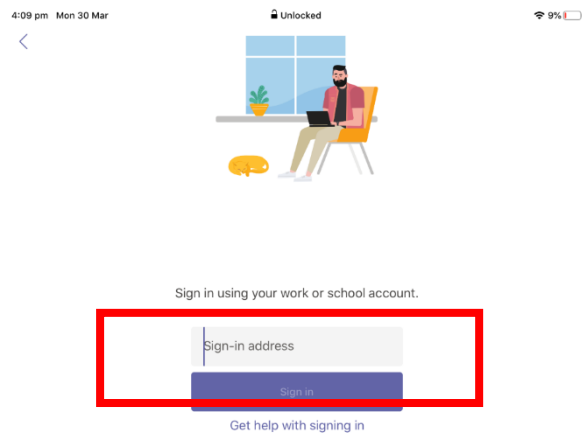 4:09 pm Mon 30 Mar
Unlocked
9%
Sign in using your work or school account.
Sign-in address
Sign in
Get help with signing in